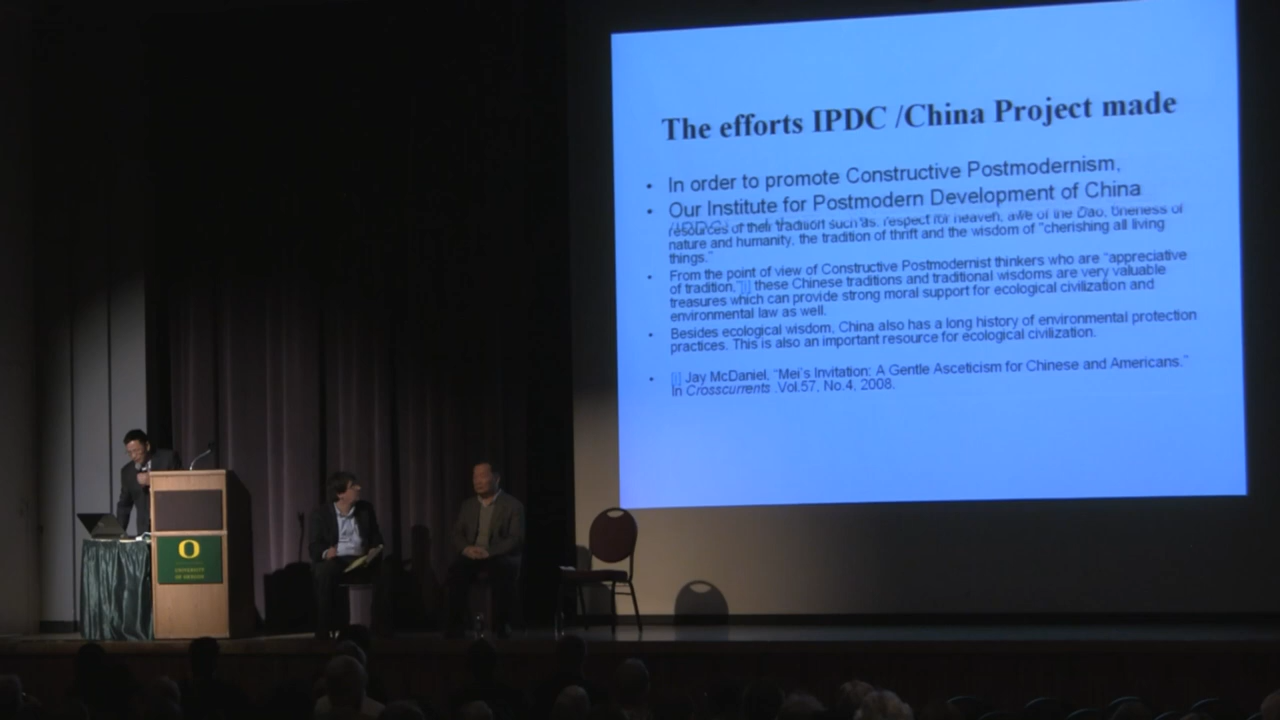 The efforts IPDC /China Project made
• In order to promote Constructive Postmodernism,
• Our Institute for Postmodern Development of China
resources of their tradition such as: respect for heaven, awe of the Dao, Oneness of
nature and humanity, the tradition of thrift and the wisdom of "cherishing all living
things."
• From the point of view of Constructive Postmodernist thinkers who are "appreciative
of tradition,"[i] these Chinese traditions and traditional wisdoms are very valuable
treasures which can provide strong moral support for ecological civilization and
environmental law as well.
• Besides ecological wisdom, China also has a long history of environmental protection
practices. This is also an important resource for ecological civilization.
• [i] Jay McDaniel, "Mei's Invitation: A Gentle Asceticism for Chinese and Americans."
In Crosscurrents .Vol.57, No.4, 2008.
O
UNIVERSITY
OF OREGON